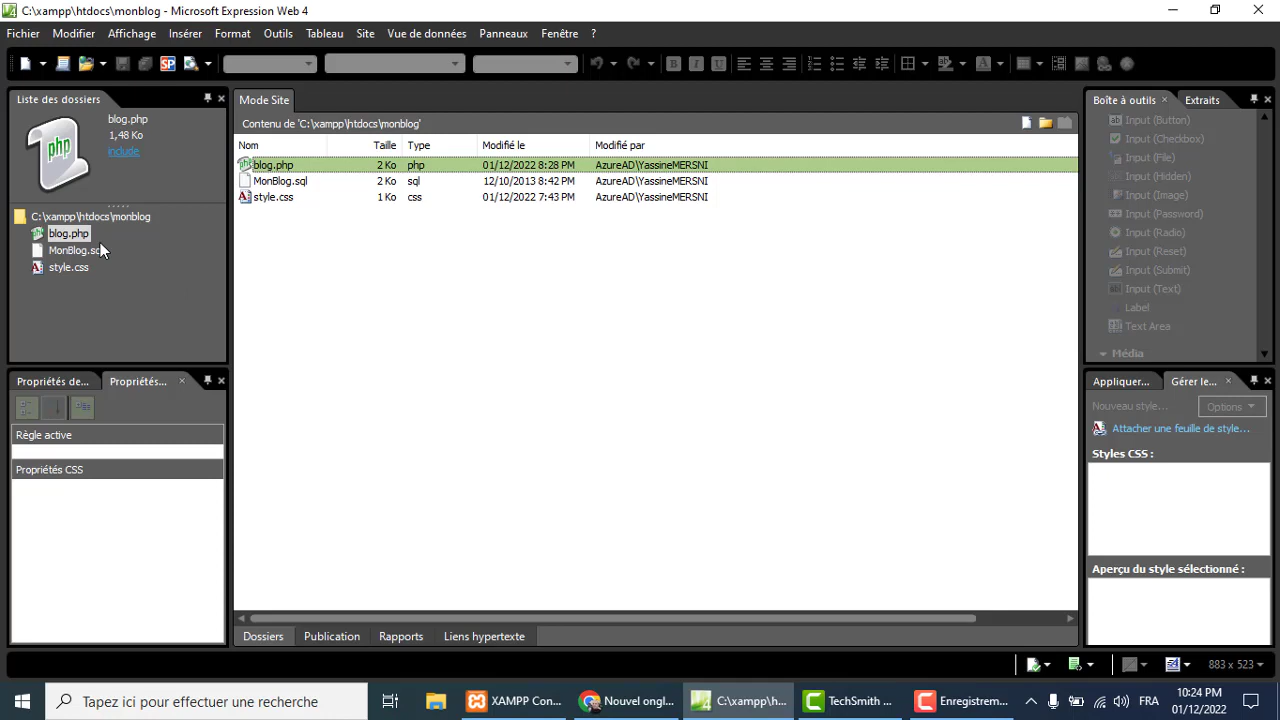 C:\xampp\htdocs\monblog - Microsoft Expression Web 4
Fichier Modifier Affichage Insérer Format Outils Tableau Site Vue de données Panneaux Fenêtre ?
Liste des dossiers
blog.php
1,48 Ko
include
php
C:\xampp\htdocs\monblog
blog.php
MonBlog.sq
style.css
Mode Site
Contenu de 'C:\xampp\htdocs\monblog'
Nom Taille Type Modifié le Modifié par
blog.php 2 Ko php 01/12/2022 8:28 PM AzureAD\YassineMERSNI
MonBlog.sql 2 Ko sql 12/10/2013 8:42 PM AzureAD\YassineMERSNI
style.css 1 Ko css 01/12/2022 7:43 PM AzureAD\YassineMERSNI
Boîte à outils Extraits
Input (Button)
Input (Checkbox)
Input (File)
Input (Hidden)
Input (Image)
Input (Password)
Input (Radio)
Input (Reset)
Input (Submit)
Input (Text)
Label
Text Area
Média
Propriétés de... Propriétés...
Règle active
Propriétés CSS
Appliquer... Gérer le...
Nouveau style... Options
Attacher une feuille de style...
Styles CSS :
Aperçu du style sélectionné :
Dossiers Publication Rapports Liens hypertexte
883 x 523
Tapez ici pour effectuer une recherche
XAMPP Con... Nouvel ongl... C:\xampp\h... TechSmith ... Enregistrem...
FRA
10:24 PM
01/12/2022